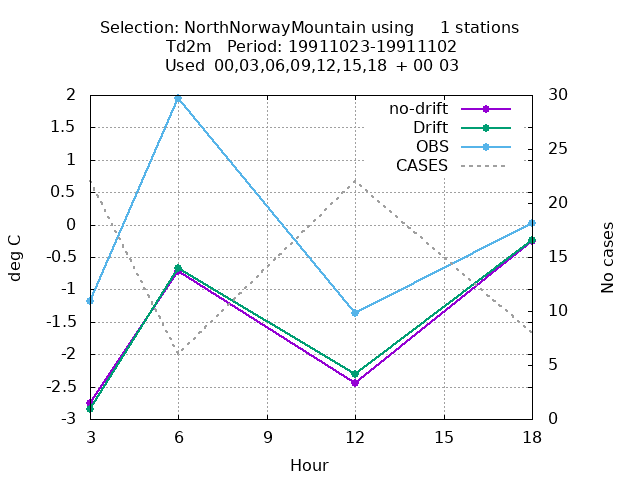 Selection: NorthNorwayMountain using 1 stations
Td2m Period: 19911023-19911102
Used 00,03,06,09,12,15,18 + 00 03
no-drift
Drift
OBS
CASES
2
1.5
1
0.5
0
-0.5
-1
-1.5
-2
-2.5
-3
30
25
20
15
10
5
0
deg C
No cases
3 6 9 12 15 18
Hour